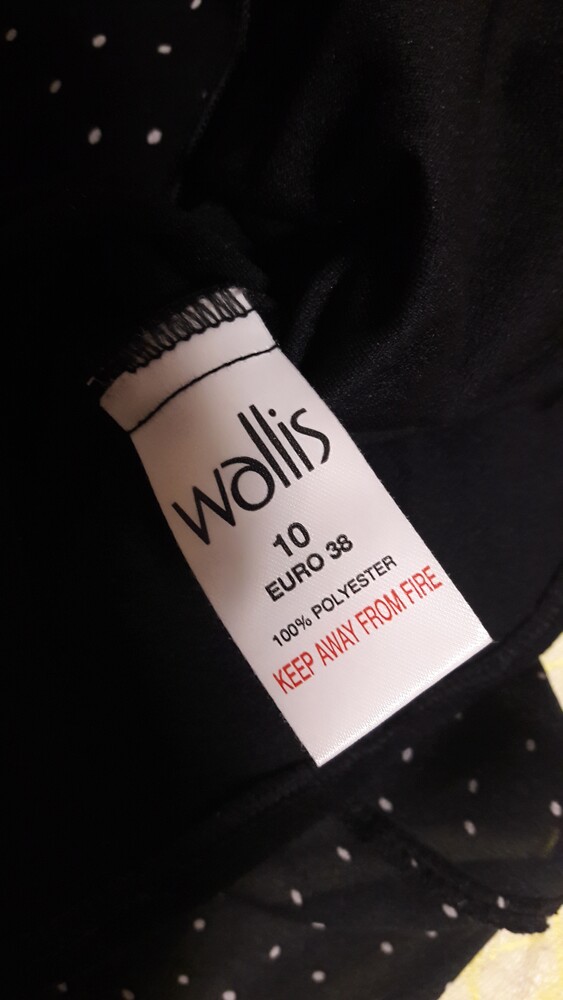 wallis
10
EURO 38
100% POLYESTER
KEEP AWAY FROM FIRE